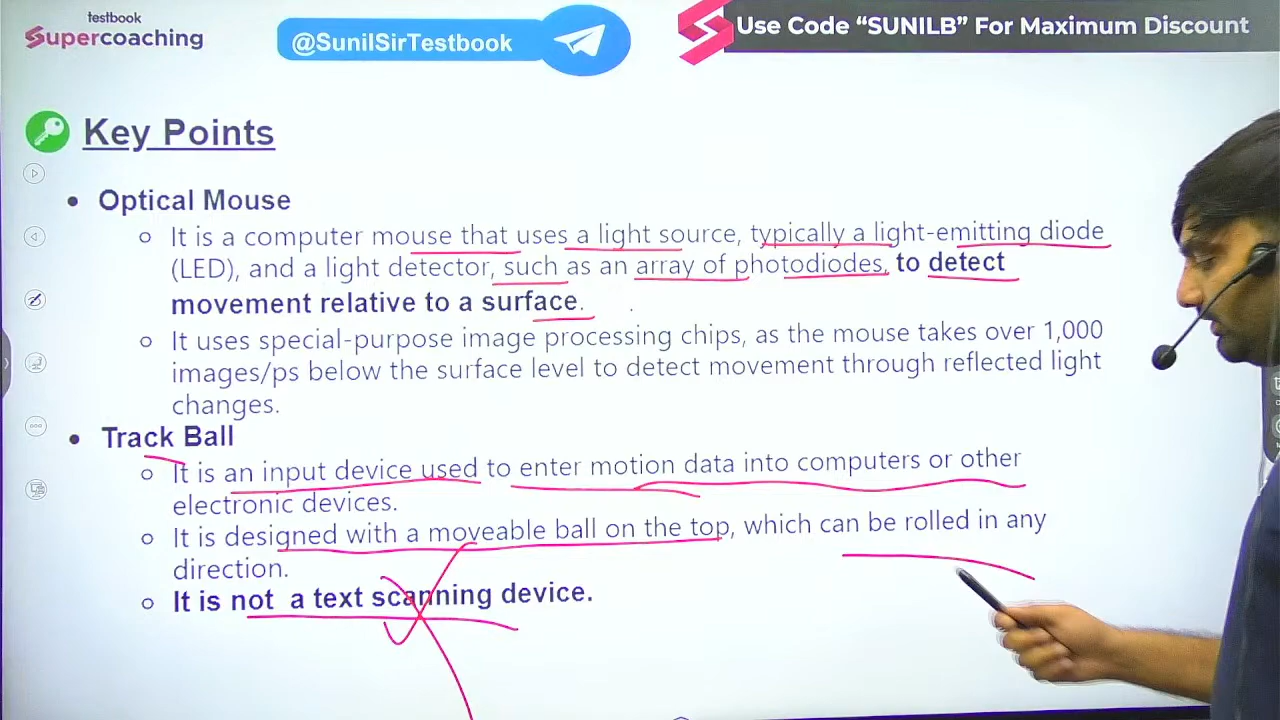 testbook
Supercoaching
@SunilSirTestbook
Use Code “SUNILB” For Maximum Discount
Key Points
• Optical Mouse
o It is a computer mouse that uses a light source, typically a light-emitting diode
(LED), and a light detector, such as an array of photodiodes, to detect
movement relative to a surface.
o It uses special-purpose image processing chips, as the mouse takes over 1,000
images/ps below the surface level to detect movement through reflected light
changes.
• Track Ball
o It is an input device used to enter motion data into computers or other
electronic devices.
o It is designed with a moveable ball on the top, which can be rolled in any
direction.
o It is not a text scanning device.